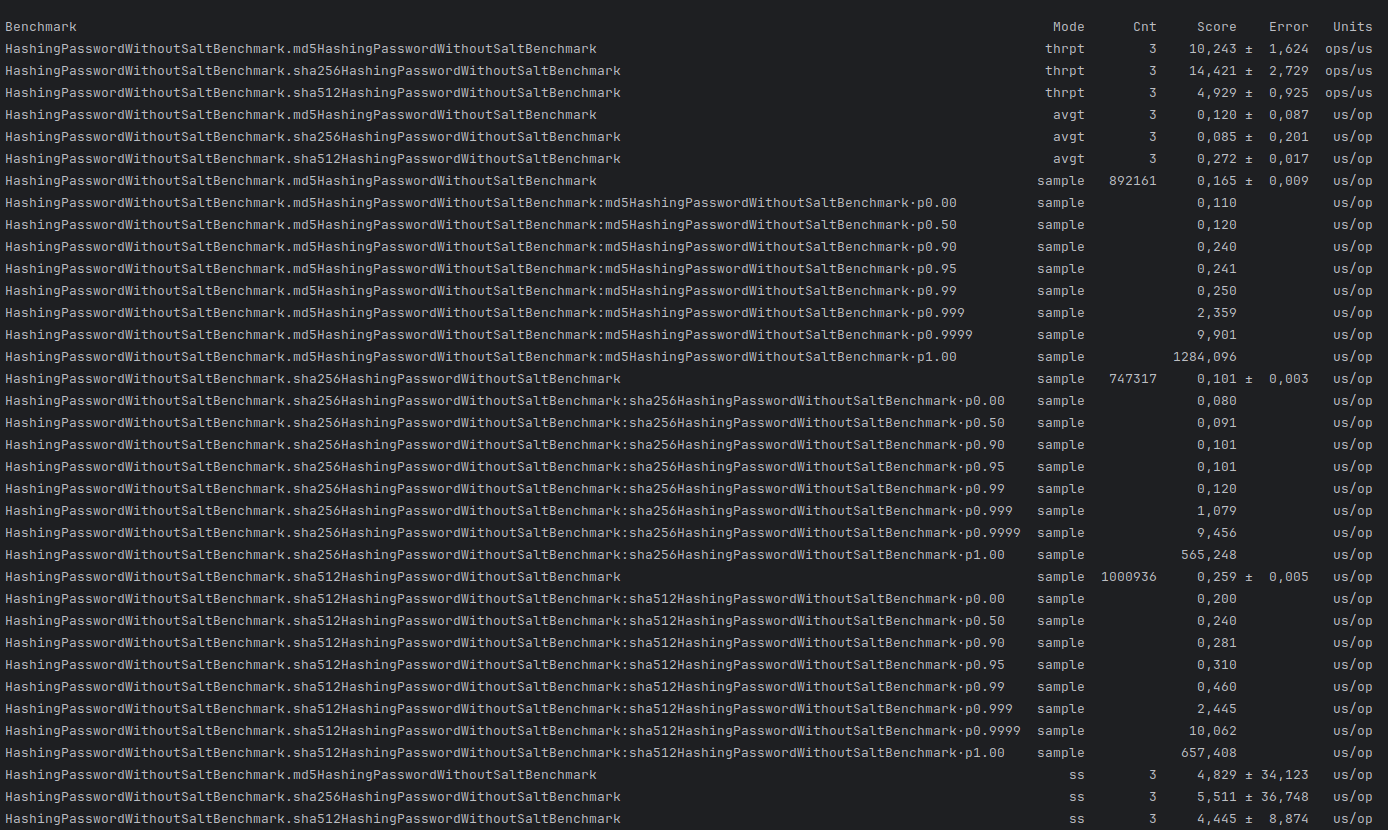 Benchmark Mode Cnt Score Error Units
HashingPasswordWithoutSaltBenchmark.md5HashingPasswordWithoutSaltBenchmark thrpt 3 10,243 ± 1,624 ops/us
HashingPasswordWithoutSaltBenchmark.sha256HashingPasswordWithoutSaltBenchmark thrpt 3 14,421 ± 2,729 ops/us
HashingPasswordWithoutSaltBenchmark.sha512HashingPasswordWithoutSaltBenchmark thrpt 3 4,929 ± 0,925 ops/us
HashingPasswordWithoutSaltBenchmark.md5HashingPasswordWithoutSaltBenchmark avgt 3 0,120 ± 0,087 us/op
HashingPasswordWithoutSaltBenchmark.sha256HashingPasswordWithoutSaltBenchmark avgt 3 0,085 ± 0,201 us/op
HashingPasswordWithoutSaltBenchmark.sha512HashingPasswordWithoutSaltBenchmark avgt 3 0,272 ± 0,017 us/op
HashingPasswordWithoutSaltBenchmark.md5HashingPasswordWithoutSaltBenchmark sample 892161 0,165 ± 0,009 us/op
HashingPasswordWithoutSaltBenchmark.md5HashingPasswordWithoutSaltBenchmark:md5HashingPasswordWithoutSaltBenchmark·p0.00 sample 0,110 us/op
HashingPasswordWithoutSaltBenchmark.md5HashingPasswordWithoutSaltBenchmark:md5HashingPasswordWithoutSaltBenchmark·p0.50 sample 0,120 us/op
HashingPasswordWithoutSaltBenchmark.md5HashingPasswordWithoutSaltBenchmark:md5HashingPasswordWithoutSaltBenchmark·p0.90 sample 0,240 us/op
HashingPasswordWithoutSaltBenchmark.md5HashingPasswordWithoutSaltBenchmark:md5HashingPasswordWithoutSaltBenchmark·p0.95 sample 0,241 us/op
HashingPasswordWithoutSaltBenchmark.md5HashingPasswordWithoutSaltBenchmark:md5HashingPasswordWithoutSaltBenchmark·p0.99 sample 0,250 us/op
HashingPasswordWithoutSaltBenchmark.md5HashingPasswordWithoutSaltBenchmark:md5HashingPasswordWithoutSaltBenchmark·p0.999 sample 2,359 us/op
HashingPasswordWithoutSaltBenchmark.md5HashingPasswordWithoutSaltBenchmark:md5HashingPasswordWithoutSaltBenchmark·p0.9999 sample 9,901 us/op
HashingPasswordWithoutSaltBenchmark.md5HashingPasswordWithoutSaltBenchmark:md5HashingPasswordWithoutSaltBenchmark·p1.00 sample 1284,096 us/op
HashingPasswordWithoutSaltBenchmark.sha256HashingPasswordWithoutSaltBenchmark sample 747317 0,101 ± 0,003 us/op
HashingPasswordWithoutSaltBenchmark.sha256HashingPasswordWithoutSaltBenchmark:sha256HashingPasswordWithoutSaltBenchmark·p0.00 sample 0,080 us/op
HashingPasswordWithoutSaltBenchmark.sha256HashingPasswordWithoutSaltBenchmark:sha256HashingPasswordWithoutSaltBenchmark·p0.50 sample 0,091 us/op
HashingPasswordWithoutSaltBenchmark.sha256HashingPasswordWithoutSaltBenchmark:sha256HashingPasswordWithoutSaltBenchmark·p0.90 sample 0,101 us/op
HashingPasswordWithoutSaltBenchmark.sha256HashingPasswordWithoutSaltBenchmark:sha256HashingPasswordWithoutSaltBenchmark·p0.95 sample 0,101 us/op
HashingPasswordWithoutSaltBenchmark.sha256HashingPasswordWithoutSaltBenchmark:sha256HashingPasswordWithoutSaltBenchmark·p0.99 sample 0,120 us/op
HashingPasswordWithoutSaltBenchmark.sha256HashingPasswordWithoutSaltBenchmark:sha256HashingPasswordWithoutSaltBenchmark·p0.999 sample 1,079 us/op
HashingPasswordWithoutSaltBenchmark.sha256HashingPasswordWithoutSaltBenchmark:sha256HashingPasswordWithoutSaltBenchmark·p0.9999 sample 9,456 us/op
HashingPasswordWithoutSaltBenchmark.sha256HashingPasswordWithoutSaltBenchmark:sha256HashingPasswordWithoutSaltBenchmark·p1.00 sample 565,248 us/op
HashingPasswordWithoutSaltBenchmark.sha512HashingPasswordWithoutSaltBenchmark sample 1000936 0,259 ± 0,005 us/op
HashingPasswordWithoutSaltBenchmark.sha512HashingPasswordWithoutSaltBenchmark:sha512HashingPasswordWithoutSaltBenchmark·p0.00 sample 0,200 us/op
HashingPasswordWithoutSaltBenchmark.sha512HashingPasswordWithoutSaltBenchmark:sha512HashingPasswordWithoutSaltBenchmark·p0.50 sample 0,240 us/op
HashingPasswordWithoutSaltBenchmark.sha512HashingPasswordWithoutSaltBenchmark:sha512HashingPasswordWithoutSaltBenchmark·p0.90 sample 0,281 us/op
HashingPasswordWithoutSaltBenchmark.sha512HashingPasswordWithoutSaltBenchmark:sha512HashingPasswordWithoutSaltBenchmark·p0.95 sample 0,310 us/op
HashingPasswordWithoutSaltBenchmark.sha512HashingPasswordWithoutSaltBenchmark:sha512HashingPasswordWithoutSaltBenchmark·p0.99 sample 0,460 us/op
HashingPasswordWithoutSaltBenchmark.sha512HashingPasswordWithoutSaltBenchmark:sha512HashingPasswordWithoutSaltBenchmark·p0.999 sample 2,445 us/op
HashingPasswordWithoutSaltBenchmark.sha512HashingPasswordWithoutSaltBenchmark:sha512HashingPasswordWithoutSaltBenchmark·p0.9999 sample 10,062 us/op
HashingPasswordWithoutSaltBenchmark.sha512HashingPasswordWithoutSaltBenchmark:sha512HashingPasswordWithoutSaltBenchmark·p1.00 sample 657,408 us/op
HashingPasswordWithoutSaltBenchmark.md5HashingPasswordWithoutSaltBenchmark ss 3 4,829 ± 34,123 us/op
HashingPasswordWithoutSaltBenchmark.sha256HashingPasswordWithoutSaltBenchmark ss 3 5,511 ± 36,748 us/op
HashingPasswordWithoutSaltBenchmark.sha512HashingPasswordWithoutSaltBenchmark ss 3 4,445 ± 8,874 us/op